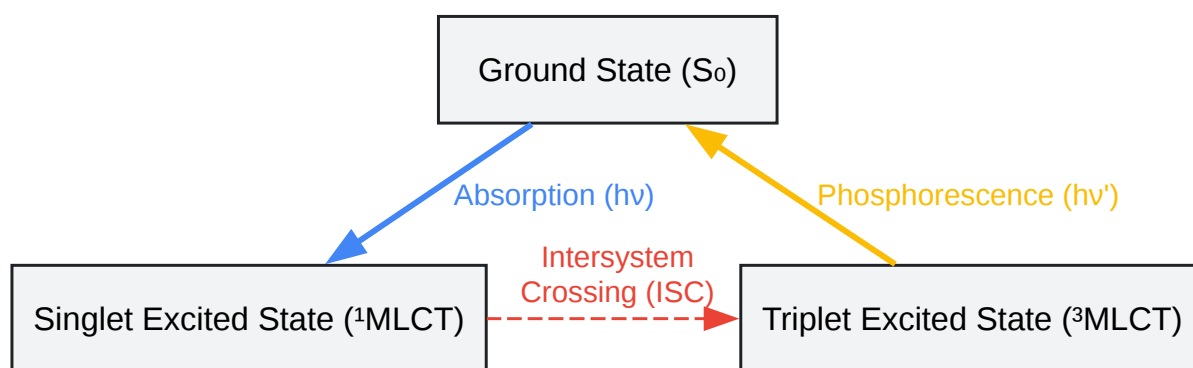 Ground State (S₀)
Absorption (hν)
Phosphorescence (hν')
Intersystem
Crossing (ISC)
Singlet Excited State (¹MLCT)
Triplet Excited State (³MLCT)